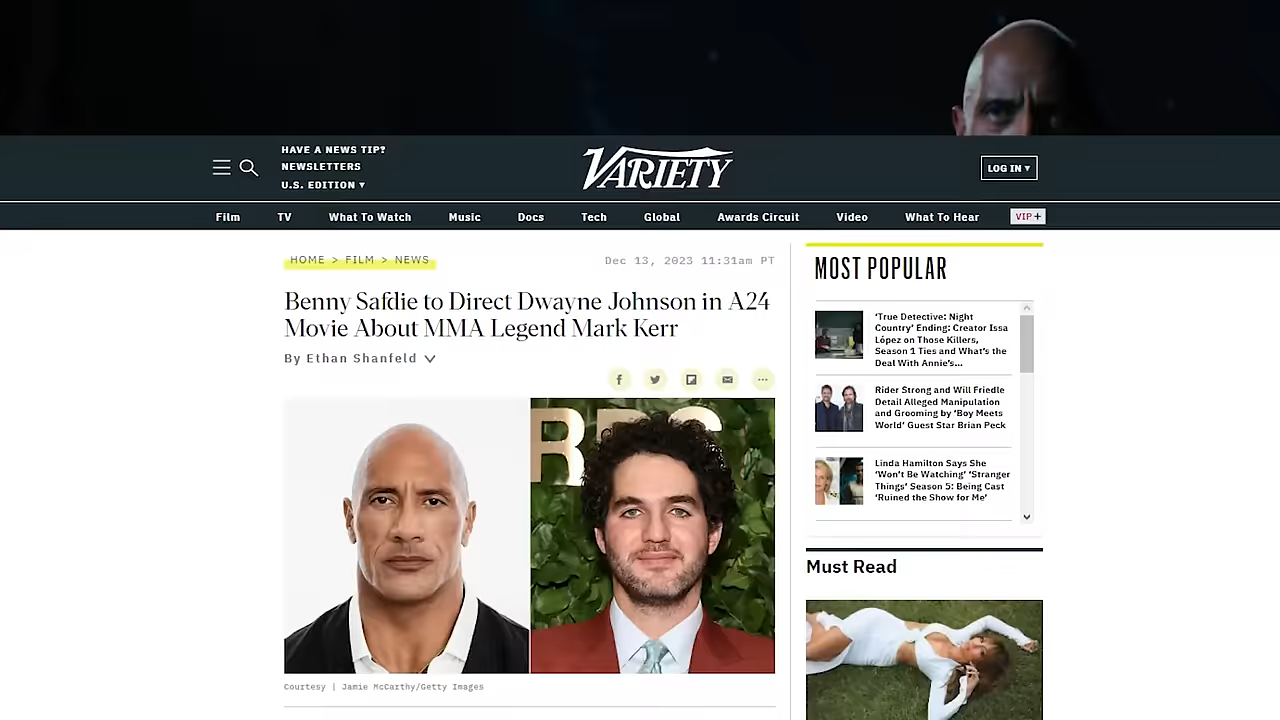 HAVE A NEWS TIP?
NEWSLETTERS
U.S. EDITION ▾
VARIETY
LOG IN ▾
Film TV What To Watch Music Docs Tech Global Awards Circuit Video What To Hear VIP+
HOME > FILM > NEWS
Dec 13, 2023 11:31am PT
Benny Safdie to Direct Dwayne Johnson in A24
Movie About MMA Legend Mark Kerr
By Ethan Shanfeld
Courtesy | Jamie McCarthy/Getty Images
MOST POPULAR
‘True Detective: Night
Country’ Ending: Creator Issa
López on Those Killers,
Season 1 Ties and What’s the
Deal With Annie’s...
Rider Strong and Will Friedle
Detail Alleged Manipulation
and Grooming by ‘Boy Meets
World’ Guest Star Brian Peck
Linda Hamilton Says She
‘Won’t Be Watching’ ‘Stranger
Things’ Season 5: Being Cast
‘Ruined the Show for Me’
Must Read